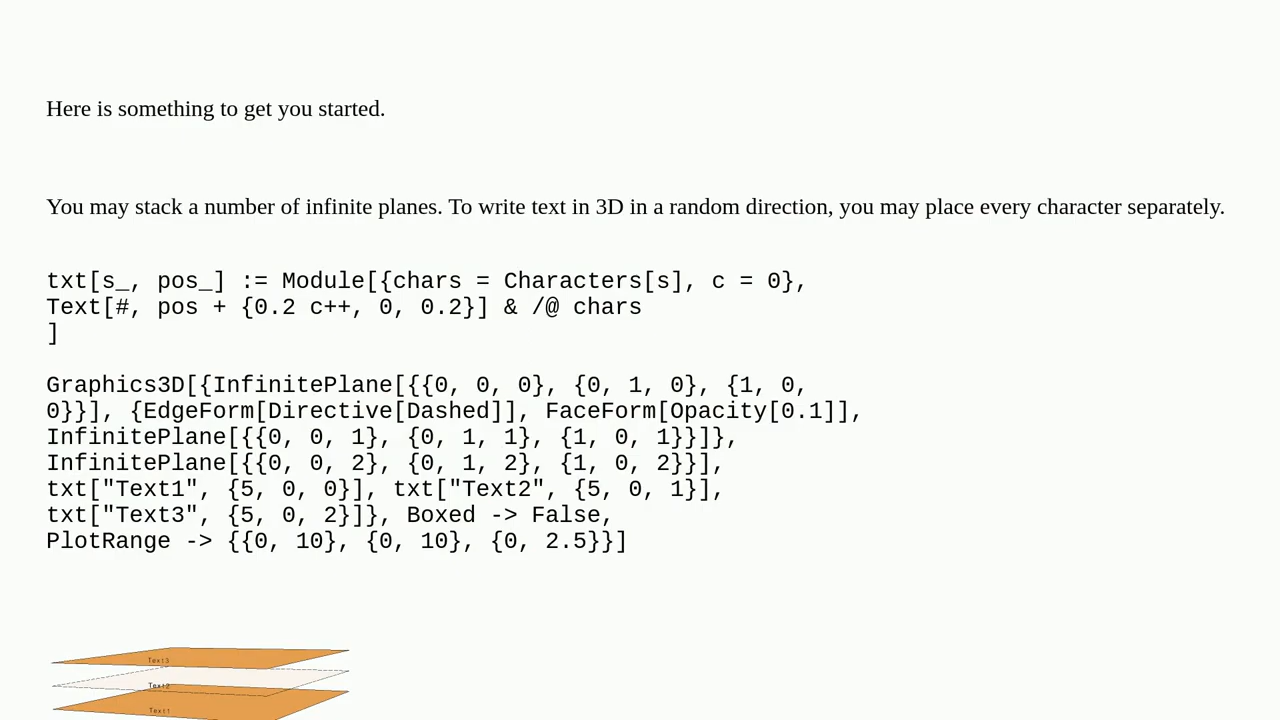 Here is something to get you started.
You may stack a number of infinite planes. To write text in 3D in a random direction, you may place every character separately.
txt[s_, pos_] := Module[{chars = Characters[s], c = 0},
Text[#, pos + {0.2 c++, 0, 0.2}] & /@ chars
]
Graphics3D[{InfinitePlane[{{0, 0, 0}, {0, 1, 0}, {1, 0,
0}}], {EdgeForm[Directive[Dashed]], FaceForm[Opacity[0.1]],
InfinitePlane[{{0, 0, 1}, {0, 1, 1}, {1, 0, 1}}]},
InfinitePlane[{{0, 0, 2}, {0, 1, 2}, {1, 0, 2}}],
txt["Text1", {5, 0, 0}], txt["Text2", {5, 0, 1}],
txt["Text3", {5, 0, 2}]}, Boxed -> False,
PlotRange -> {{0, 10}, {0, 10}, {0, 2.5}}]
Text3
Text2
Text1